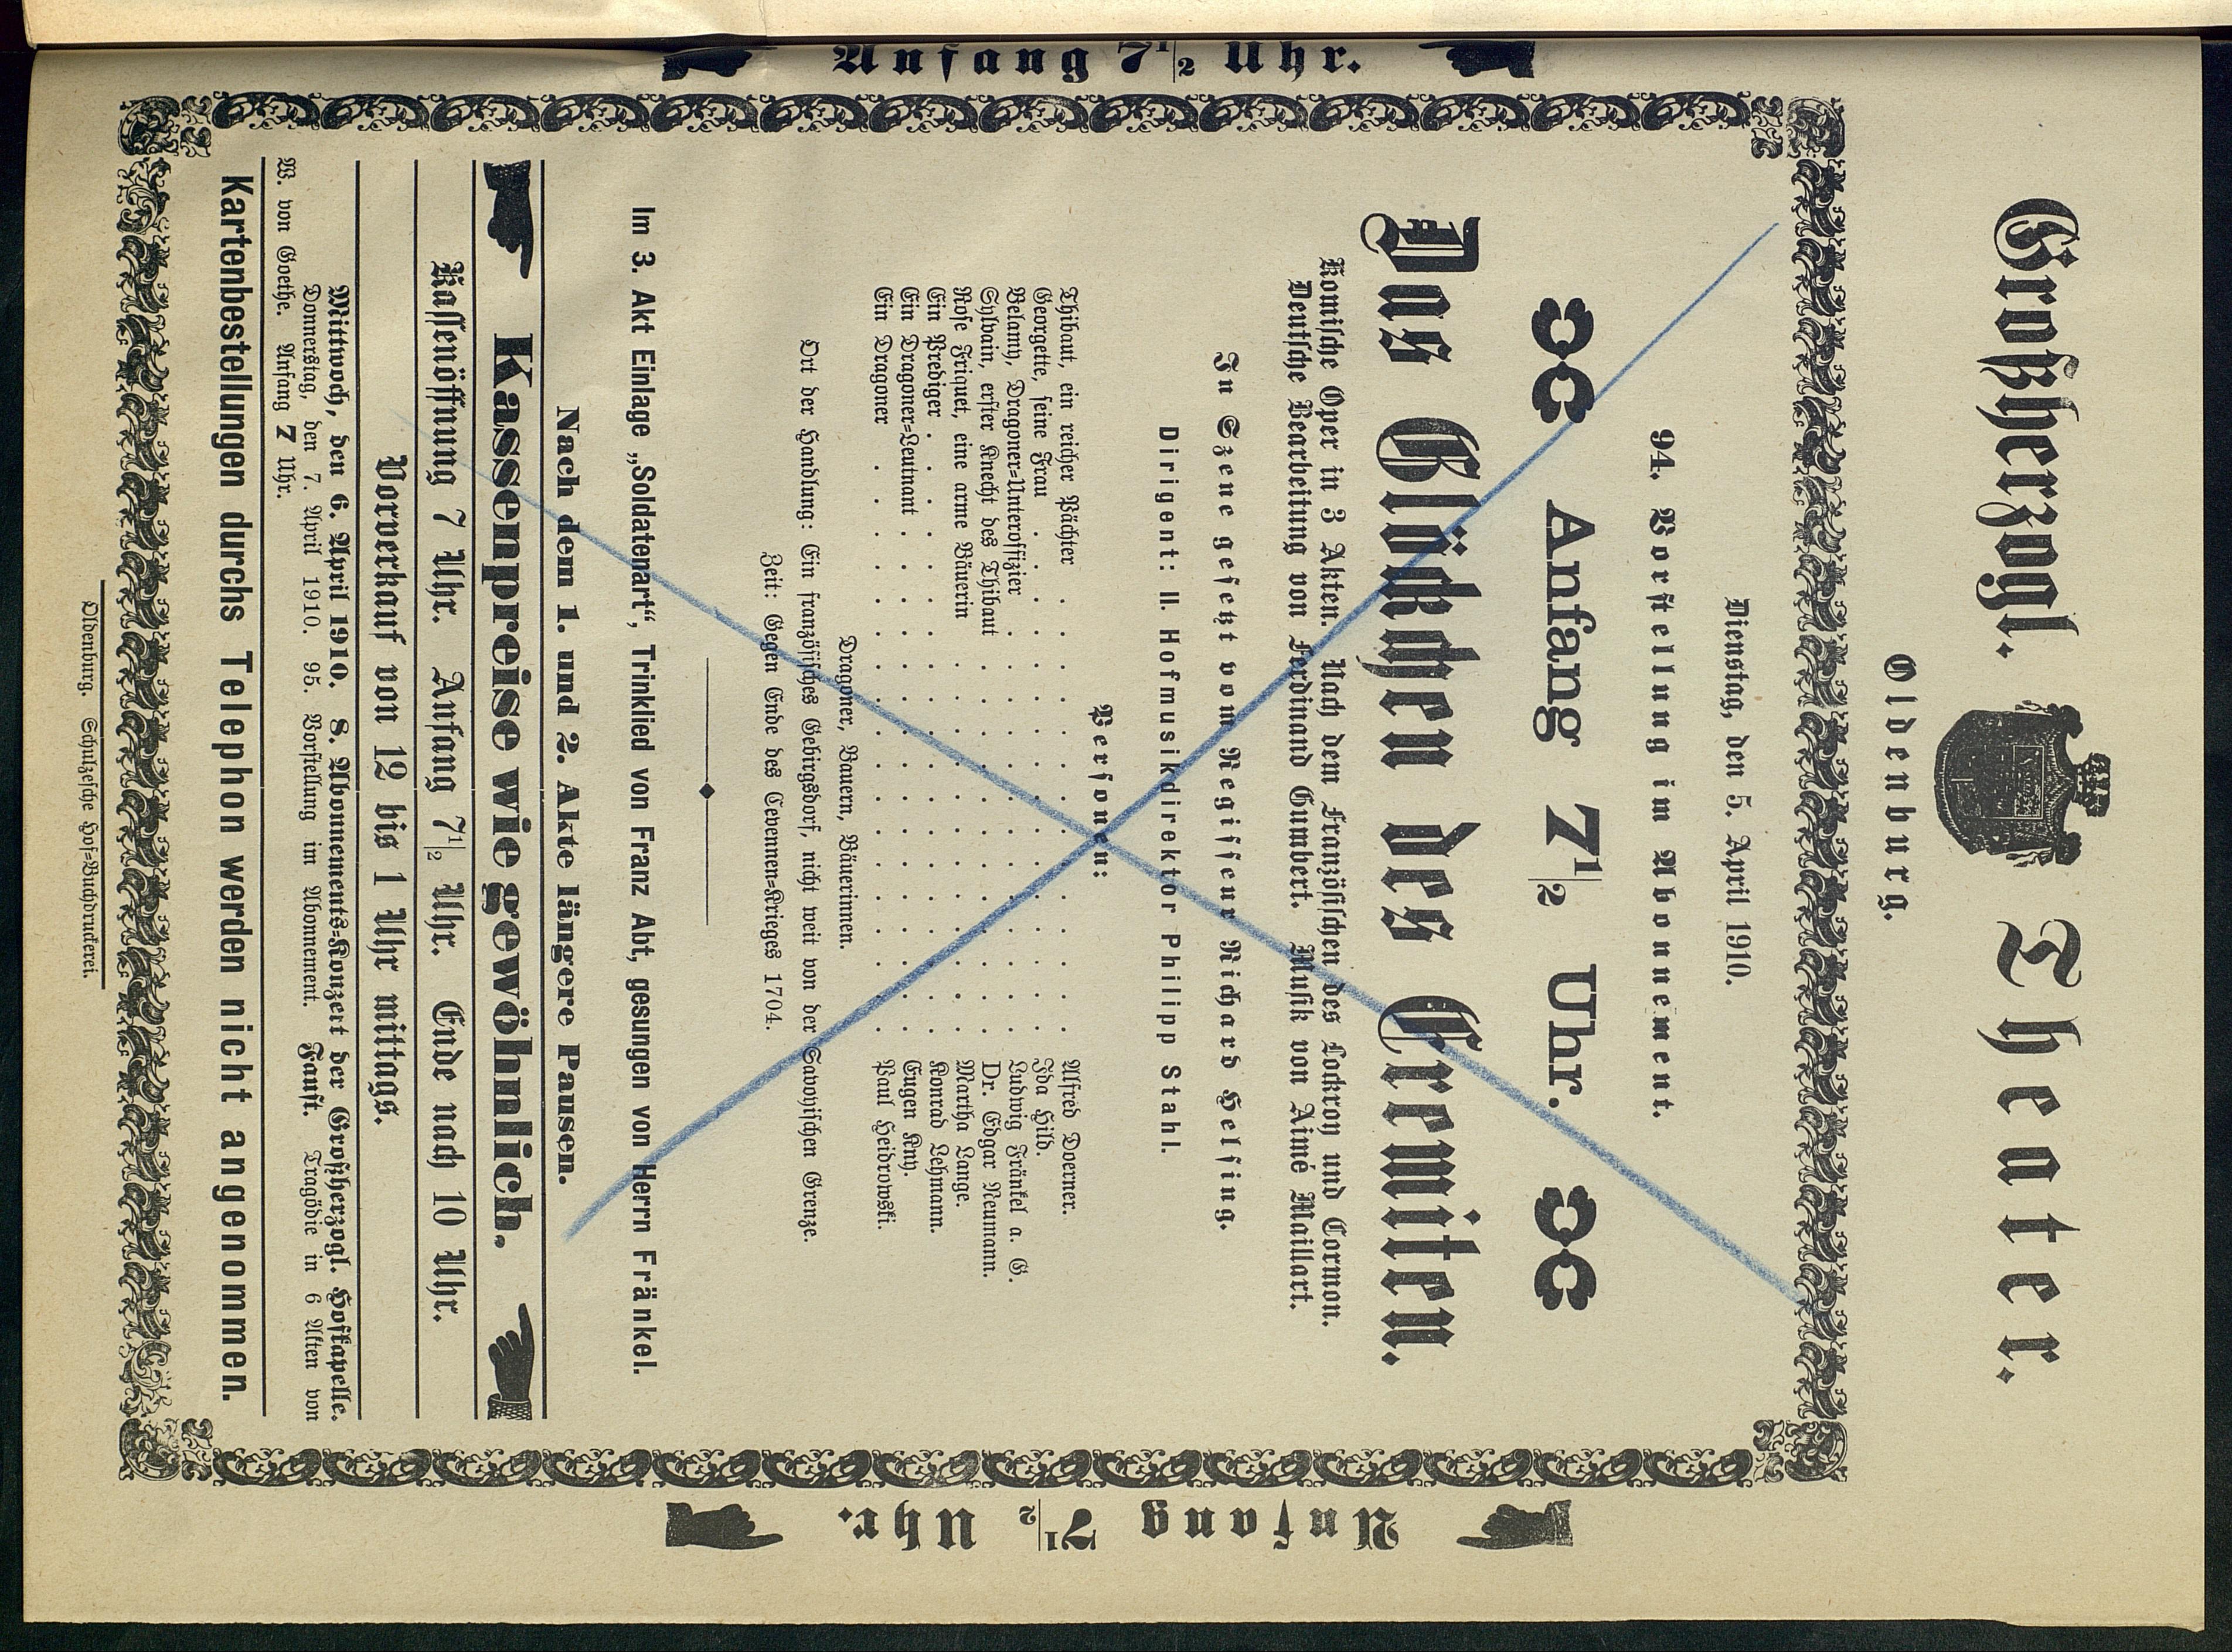 Großherzogl. Theater.
Oldenburg.
Dienstag, den 5. April 1910.
94. Vorstellung im Abonnement.
Anfang 7½ Uhr.
Das Glöckchen des Eremiten.
Komische Oper in 3 Akten. Nach dem Französischen des Lockroy und Cormon.
Deutsche Bearbeitung von Ferdinand Gumbert. Musik von Aimé Maillart.
In Szene gesetzt vom Regisseur Richard Helsing.
Dirigent: II. Hofmusikdirektor Philipp Stahl.
Personen:
Thibaut, ein reicher Pächter . . . . . . . Alfred Doerner.
Georgette, seine Frau . . . . . . . . Ida Hild.
Belamy, Dragoner=Unteroffizier . . . . . . . Ludwig Fränkel a. G.
Sylvain, erster Knecht des Thibaut . . . . . . Dr. Edgar Neumann.
Rose Friquet, eine arme Bäuerin . . . . . . Martha Lange.
Ein Prediger . . . . . . . . . . Konrad Lehmann.
Ein Dragoner=Leutnant . . . . . . . . Eugen Kny.
Ein Dragoner . . . . . . . . . Paul Heidrowski.
Dragoner, Bauern, Bäuerinnen.
Ort der Handlung: Ein französisches Gebirgsdorf, nicht weit von der Savoyischen Grenze.
Zeit: Gegen Ende des Cevennen=Krieges 1704.
Im 3. Akt Einlage „Soldatenart“, Trinklied von Franz Abt, gesungen von Herrn Fränkel.
Nach dem 1. und 2. Akte längere Pausen.
Kassenpreise wie gewöhnlich.
Kassenöffnung 7 Uhr. Anfang 7½ Uhr. Ende nach 10 Uhr.
Vorverkauf von 12 bis 1 Uhr mittags.
Mittwoch, den 6. April 1910. 8. Abonnements=Konzert der Großherzogl. Hofkapelle.
Donnerstag, den 7. April 1910. 95. Vorstellung im Abonnement. Faust. Tragödie in 6 Akten von
W. von Goethe. Anfang 7 Uhr.
Kartenbestellungen durchs Telephon werden nicht angenommen.
Oldenburg. Schulzesche Hof=Buchdruckerei.
Anfang 7½ Uhr.
Anfang 7½ Uhr.